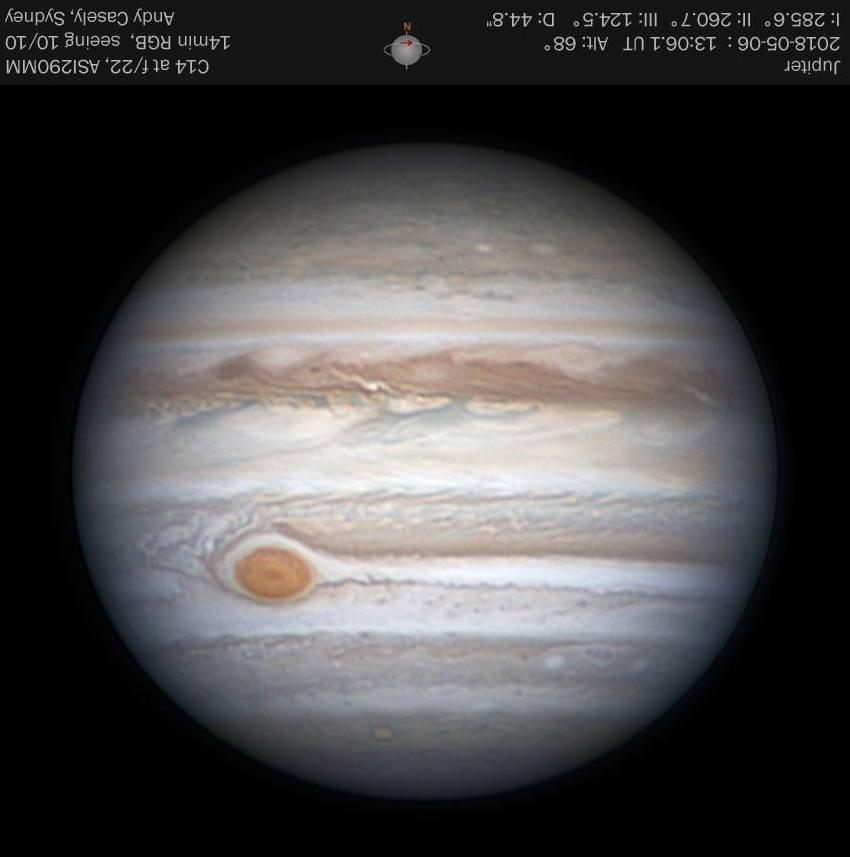 Jupiter
2018-05-06 : 13:06.1 UT Alt: 68°
I: 285.6° II: 260.7° III: 124.5° D: 44.8"
C14 at f/22, ASI290MM
14min RGB, seeing 10/10
Andy Casely, Sydney
N